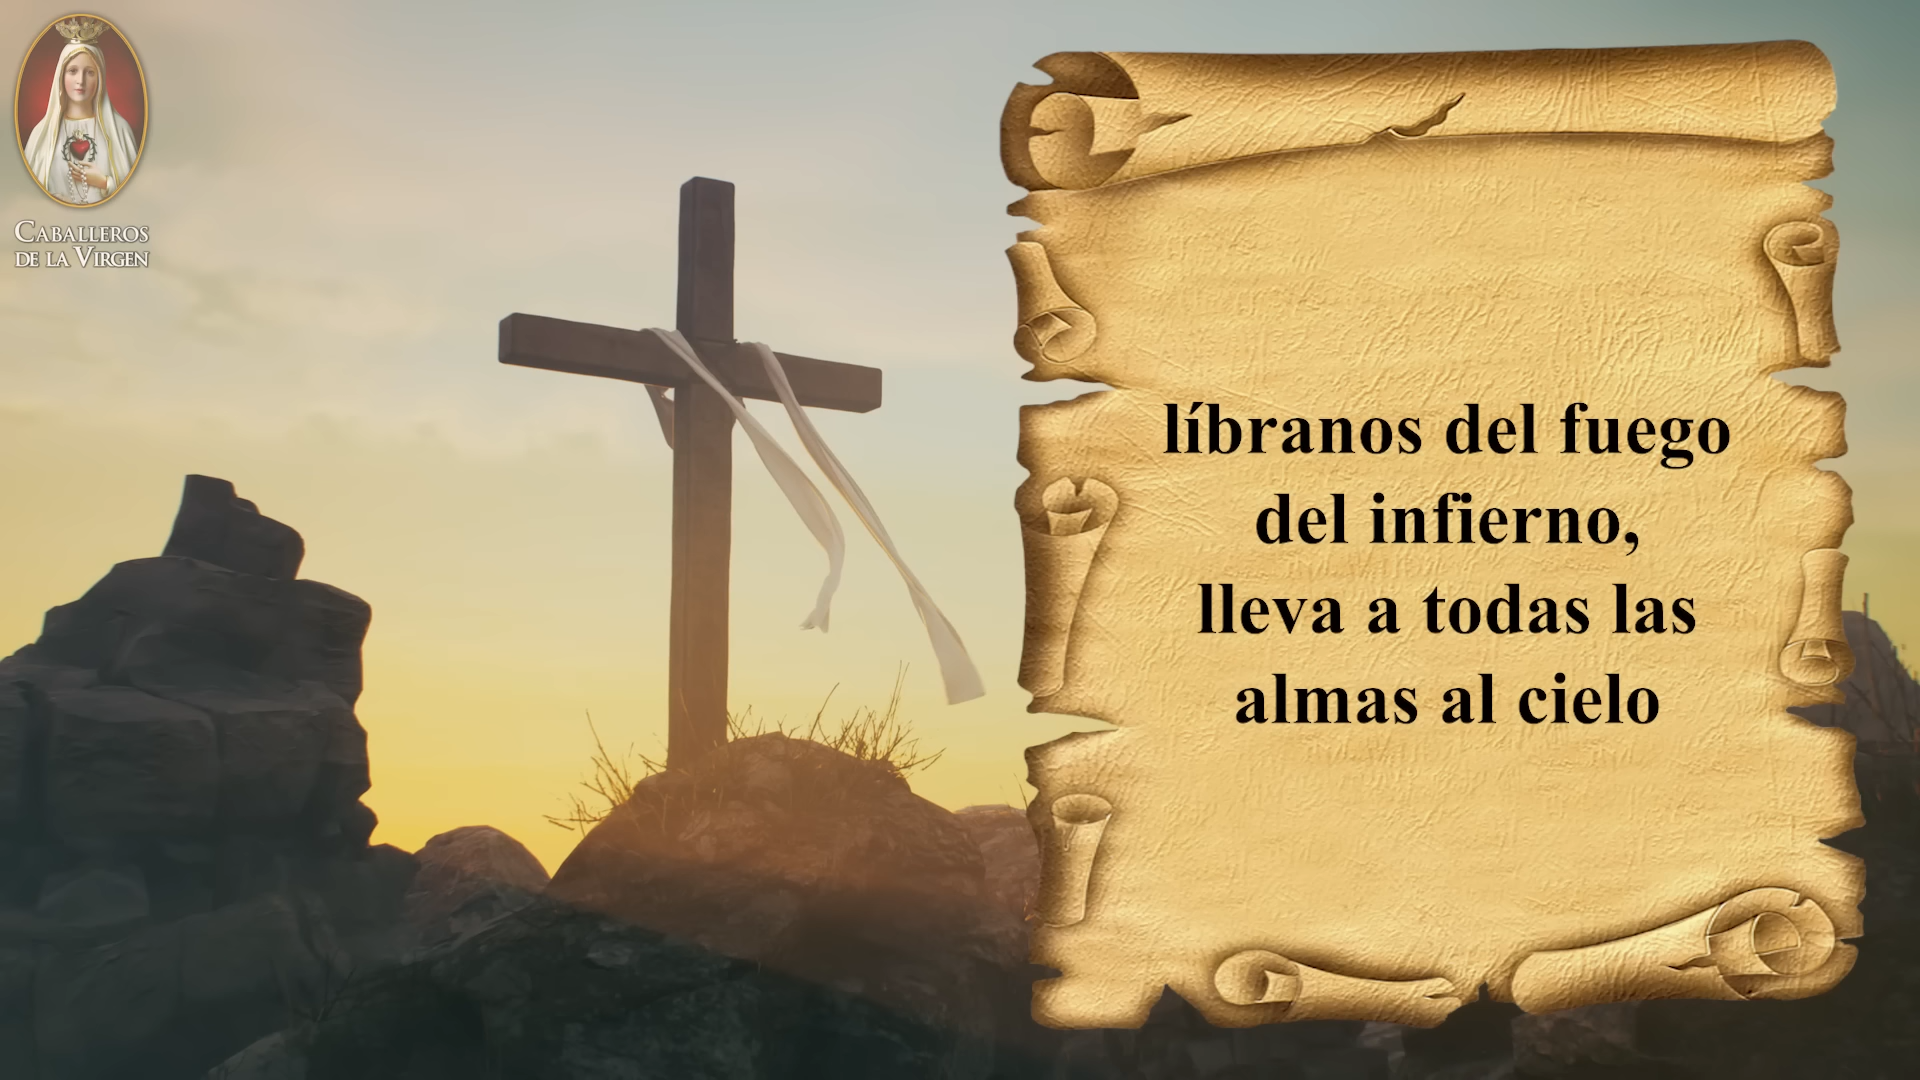 CABALLEROS
DE LA VIRGEN
líbranos del fuego
del infierno,
lleva a todas las
almas al cielo